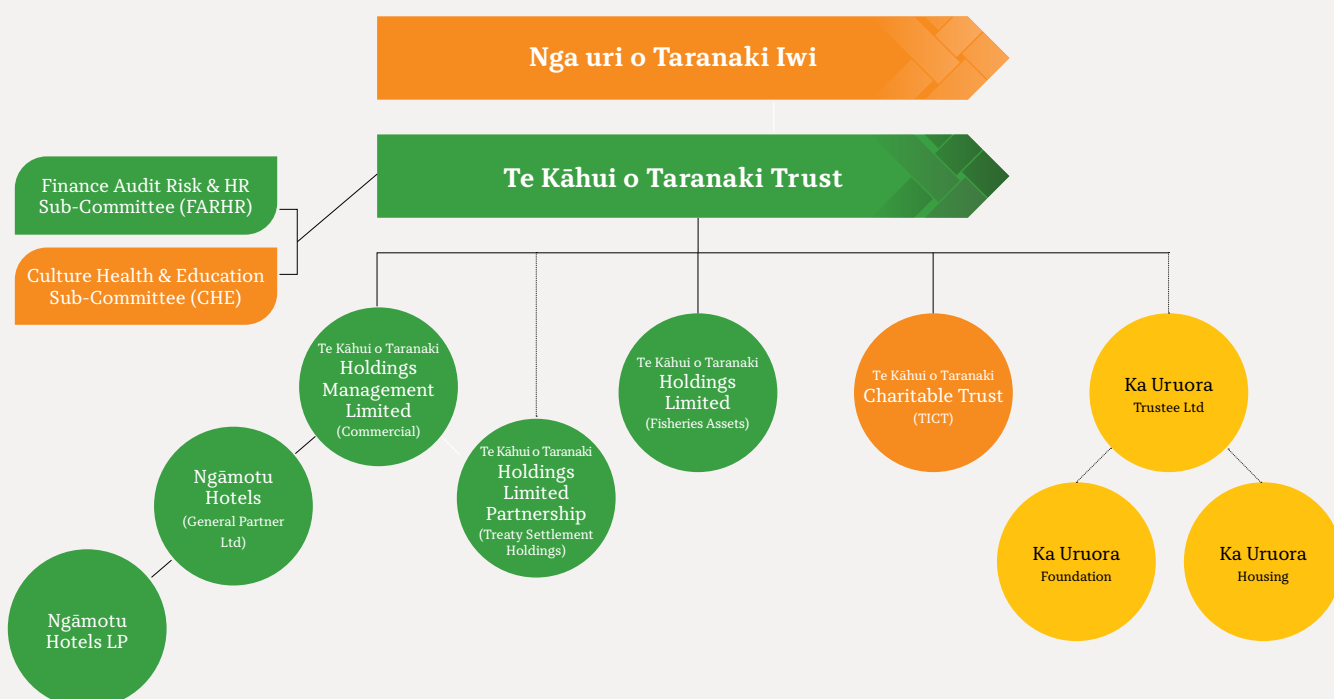 Nga uri o Taranaki Iwi
Te Kāhui o Taranaki Trust
Finance Audit Risk & HR
Sub-Committee (FARHR)
Culture Health & Education
Sub-Committee (CHE)
Te Kāhui o Taranaki
Holdings
Management
Limited
(Commercial)
Te Kāhui o Taranaki
Holdings
Limited
Partnership
(Treaty Settlement
Holdings)
Te Kāhui o Taranaki
Holdings
Limited
(Fisheries Assets)
Te Kāhui o Taranaki
Charitable Trust
(TICT)
Ka Uruora
Trustee Ltd
Ngāmotu
Hotels
(General Partner
Ltd)
Ngāmotu
Hotels LP
Ka Uruora
Foundation
Ka Uruora
Housing